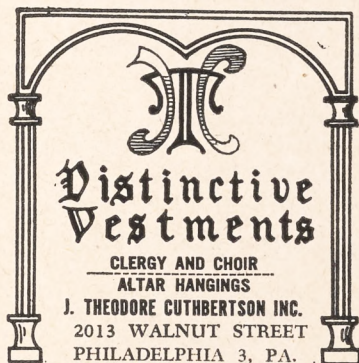 Distinctive
Vestments
CLERGY AND CHOIR
ALTAR HANGINGS
J. THEODORE CUTHBERTSON INC.
2013 WALNUT STREET
PHILADELPHIA 3, PA.